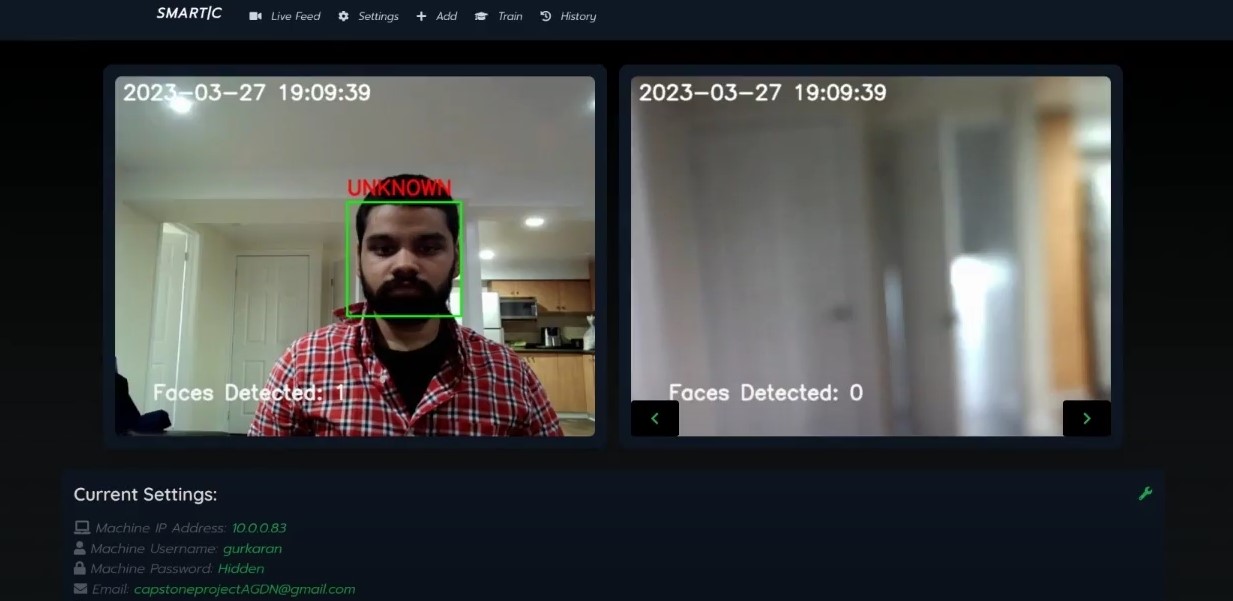 SMART|C Live Feed Settings Add Train History
2023-03-27 19:09:39
UNKNOWN
Faces Detected: 1
2023-03-27 19:09:39
Faces Detected: 0
Current Settings:
Machine IP Address: 10.0.0.83
Machine Username: gurkaran
Machine Password: Hidden
Email: capstoneprojectAGDN@gmail.com